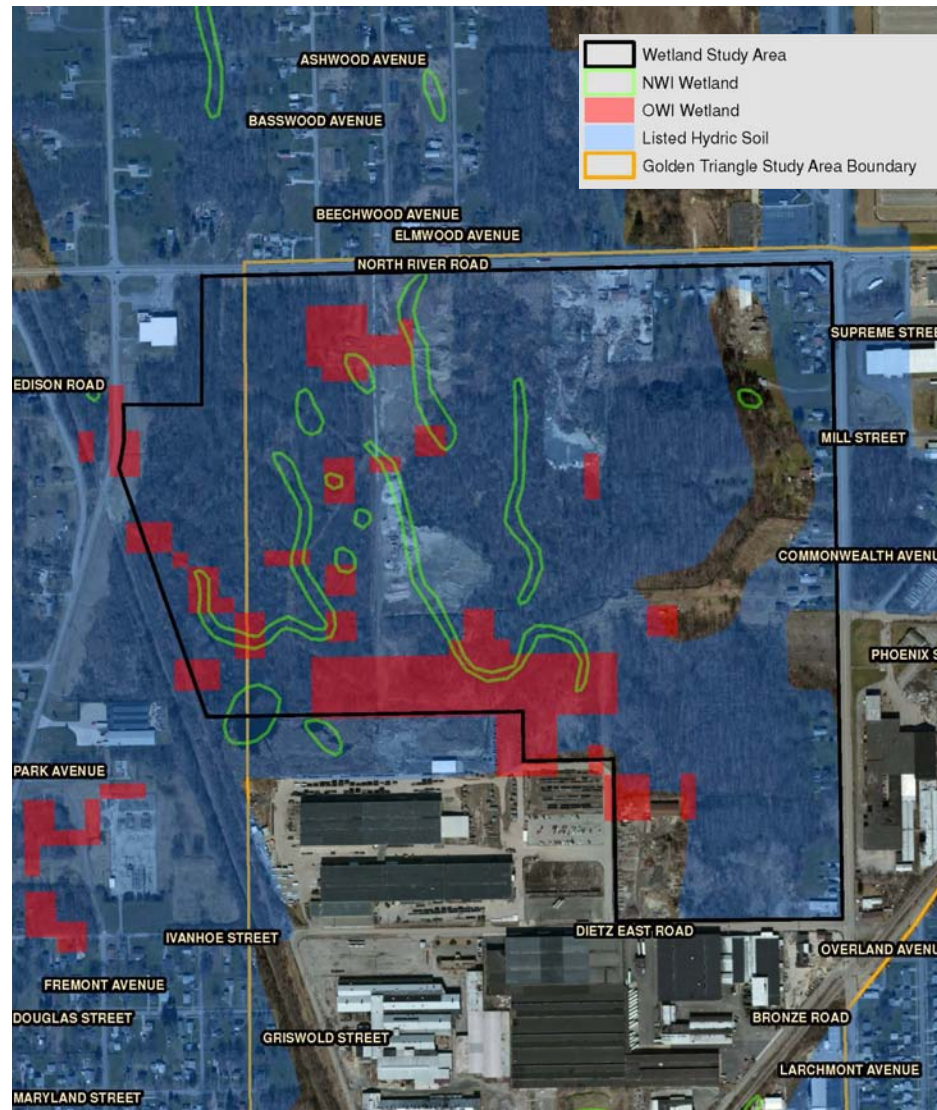 Wetland Study Area
NWI Wetland
OWI Wetland
Listed Hydric Soil
Golden Triangle Study Area Boundary
ASHWOOD AVENUE
BASSWOOD AVENUE
BEECHWOOD AVENUE
ELMWOOD AVENUE
NORTH RIVER ROAD
SUPREME STREE
EDISON ROAD
MILL STREET
COMMONWEALTH AVENU
PHOENIX S
PARK AVENUE
IVANHOE STREET
DIETZ EAST ROAD
OVERLAND AVENU
FREMONT AVENUE
DOUGLAS STREET
BRONZE ROAD
GRISWOLD STREET
LARCHMONT AVENUE
MARYLAND STREET